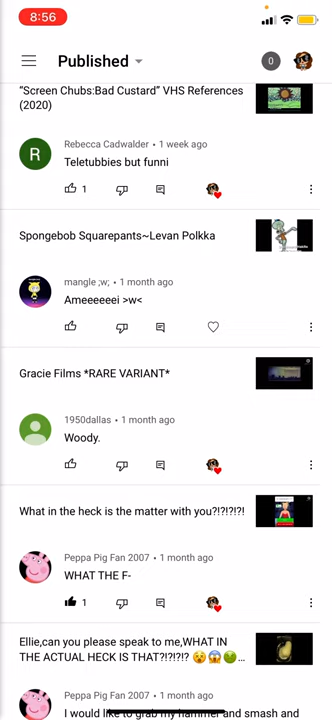 8:56
Published
0
“Screen Chubs:Bad Custard” VHS References
(2020)
R
Rebecca Cadwalder • 1 week ago
Teletubbies but funni
1
Spongebob Squarepants~Levan Polkka
mangle ;w; • 1 month ago
Ameeeeeei >w<
Gracie Films *RARE VARIANT*
1950dallas • 1 month ago
Woody.
What in the heck is the matter with you?!?!?!?!
Peppa Pig Fan 2007 • 1 month ago
WHAT THE F-
1
Ellie,can you please speak to me,WHAT IN
THE ACTUAL HECK IS THAT?!?!?!? 😵😱🤢...
Peppa Pig Fan 2007 • 1 month ago
I would like to grab my hammer and smash and